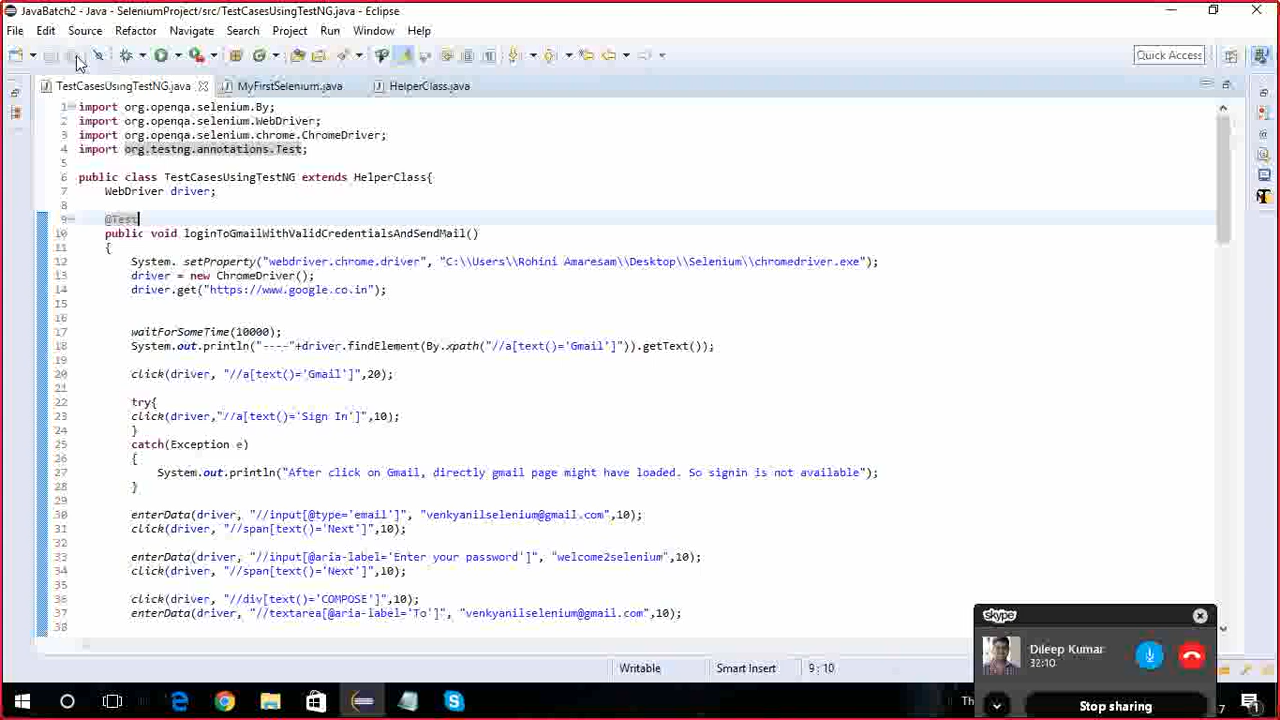 JavaBatch2 - Java - SeleniumProject/src/TestCasesUsingTestNG.java - Eclipse
File Edit Source Refactor Navigate Search Project Run Window Help
Quick Access
TestCasesUsingTestNG.java MyFirstSelenium.java HelperClass.java
1 import org.openqa.selenium.By;
2 import org.openqa.selenium.WebDriver;
3 import org.openqa.selenium.chrome.ChromeDriver;
4 import org.testng.annotations.Test;
5
6 public class TestCasesUsingTestNG extends HelperClass{
7 WebDriver driver;
8
9 @Test
10 public void loginToGmailWithValidCredentialsAndSendMail()
11 {
12 System. setProperty("webdriver.chrome.driver", "C:\\Users\\Rohini Amaresam\\Desktop\\Selenium\\chromedriver.exe");
13 driver = new ChromeDriver();
14 driver.get("https://www.google.co.in");
15
16
17 waitForSomeTime(10000);
18 System.out.println("----"+driver.findElement(By.xpath("//a[text()='Gmail']")).getText());
19
20 click(driver, "//a[text()='Gmail']",20);
21
22 try{
23 click(driver,"//a[text()='Sign In']",10);
24 }
25 catch(Exception e)
26 {
27 System.out.println("After click on Gmail, directly gmail page might have loaded. So signin is not available");
28 }
29
30 enterData(driver, "//input[@type='email']", "venkyanilselenium@gmail.com",10);
31 click(driver, "//span[text()='Next']",10);
32
33 enterData(driver, "//input[@aria-label='Enter your password']", "welcome2selenium",10);
34 click(driver, "//span[text()='Next']",10);
35
36 click(driver, "//div[text()='COMPOSE']",10);
37 enterData(driver, "//textarea[@aria-label='To']", "venkyanilselenium@gmail.com",10);
38
skype
Dileep Kumar
32:10
Stop sharing
Writable Smart Insert 9 : 10
Th
7